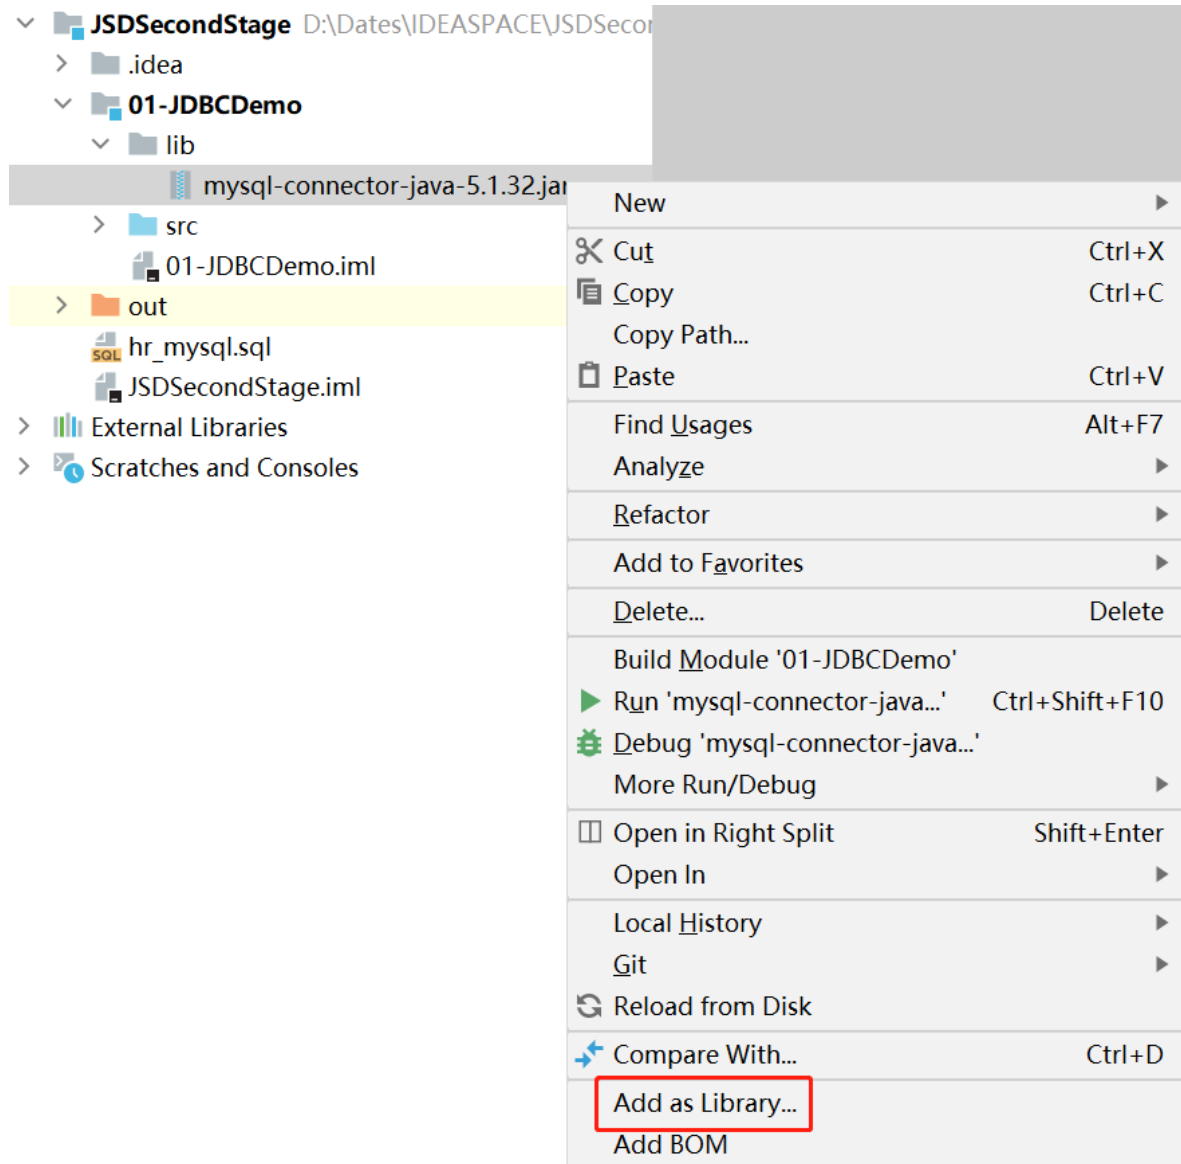 JSDSecondStage D:\Dates\IDEASPACE\JSDSecon
.idea
01-JDBCDemo
lib
mysql-connector-java-5.1.32.jar
src
01-JDBCDemo.iml
out
SQL hr_mysql.sql
JSDSecondStage.iml
External Libraries
Scratches and Consoles
New
Cut Ctrl+X
Copy Ctrl+C
Copy Path...
Paste Ctrl+V
Find Usages Alt+F7
Analyze
Refactor
Add to Favorites
Delete... Delete
Build Module '01-JDBCDemo'
Run 'mysql-connector-java...' Ctrl+Shift+F10
Debug 'mysql-connector-java...'
More Run/Debug
Open in Right Split Shift+Enter
Open In
Local History
Git
Reload from Disk
Compare With... Ctrl+D
Add as Library...
Add BOM